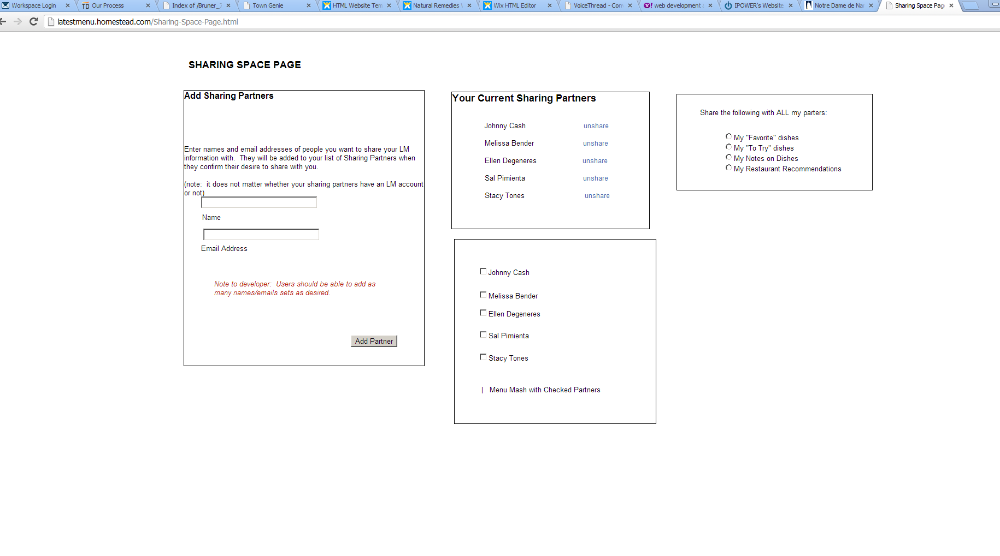 Workspace Login
Our Process
Index of /Bruner_
Town Genie
HTML Website Tem
Natural Remedies
Wix HTML Editor
VoiceThread - Con
web development
IPOWER's Website
Notre Dame de Na
Sharing Space Pag
latestmenu.homestead.com/Sharing-Space-Page.html
SHARING SPACE PAGE
Add Sharing Partners
Enter names and email addresses of people you want to share your LM
information with.  They will be added to your list of Sharing Partners when
they confirm their desire to share with you.
(note:  it does not matter whether your sharing partners have an LM account
or not)
Name
Email Address
Note to developer:  Users should be able to add as
many names/emails sets as desired.
Add Partner
Your Current Sharing Partners
Johnny Cash unshare
Melissa Bender unshare
Ellen Degeneres unshare
Sal Pimienta unshare
Stacy Tones unshare
Johnny Cash
Melissa Bender
Ellen Degeneres
Sal Pimienta
Stacy Tones
| Menu Mash with Checked Partners
Share the following with ALL my parters:
My "Favorite" dishes
My "To Try" dishes
My Notes on Dishes
My Restaurant Recommendations